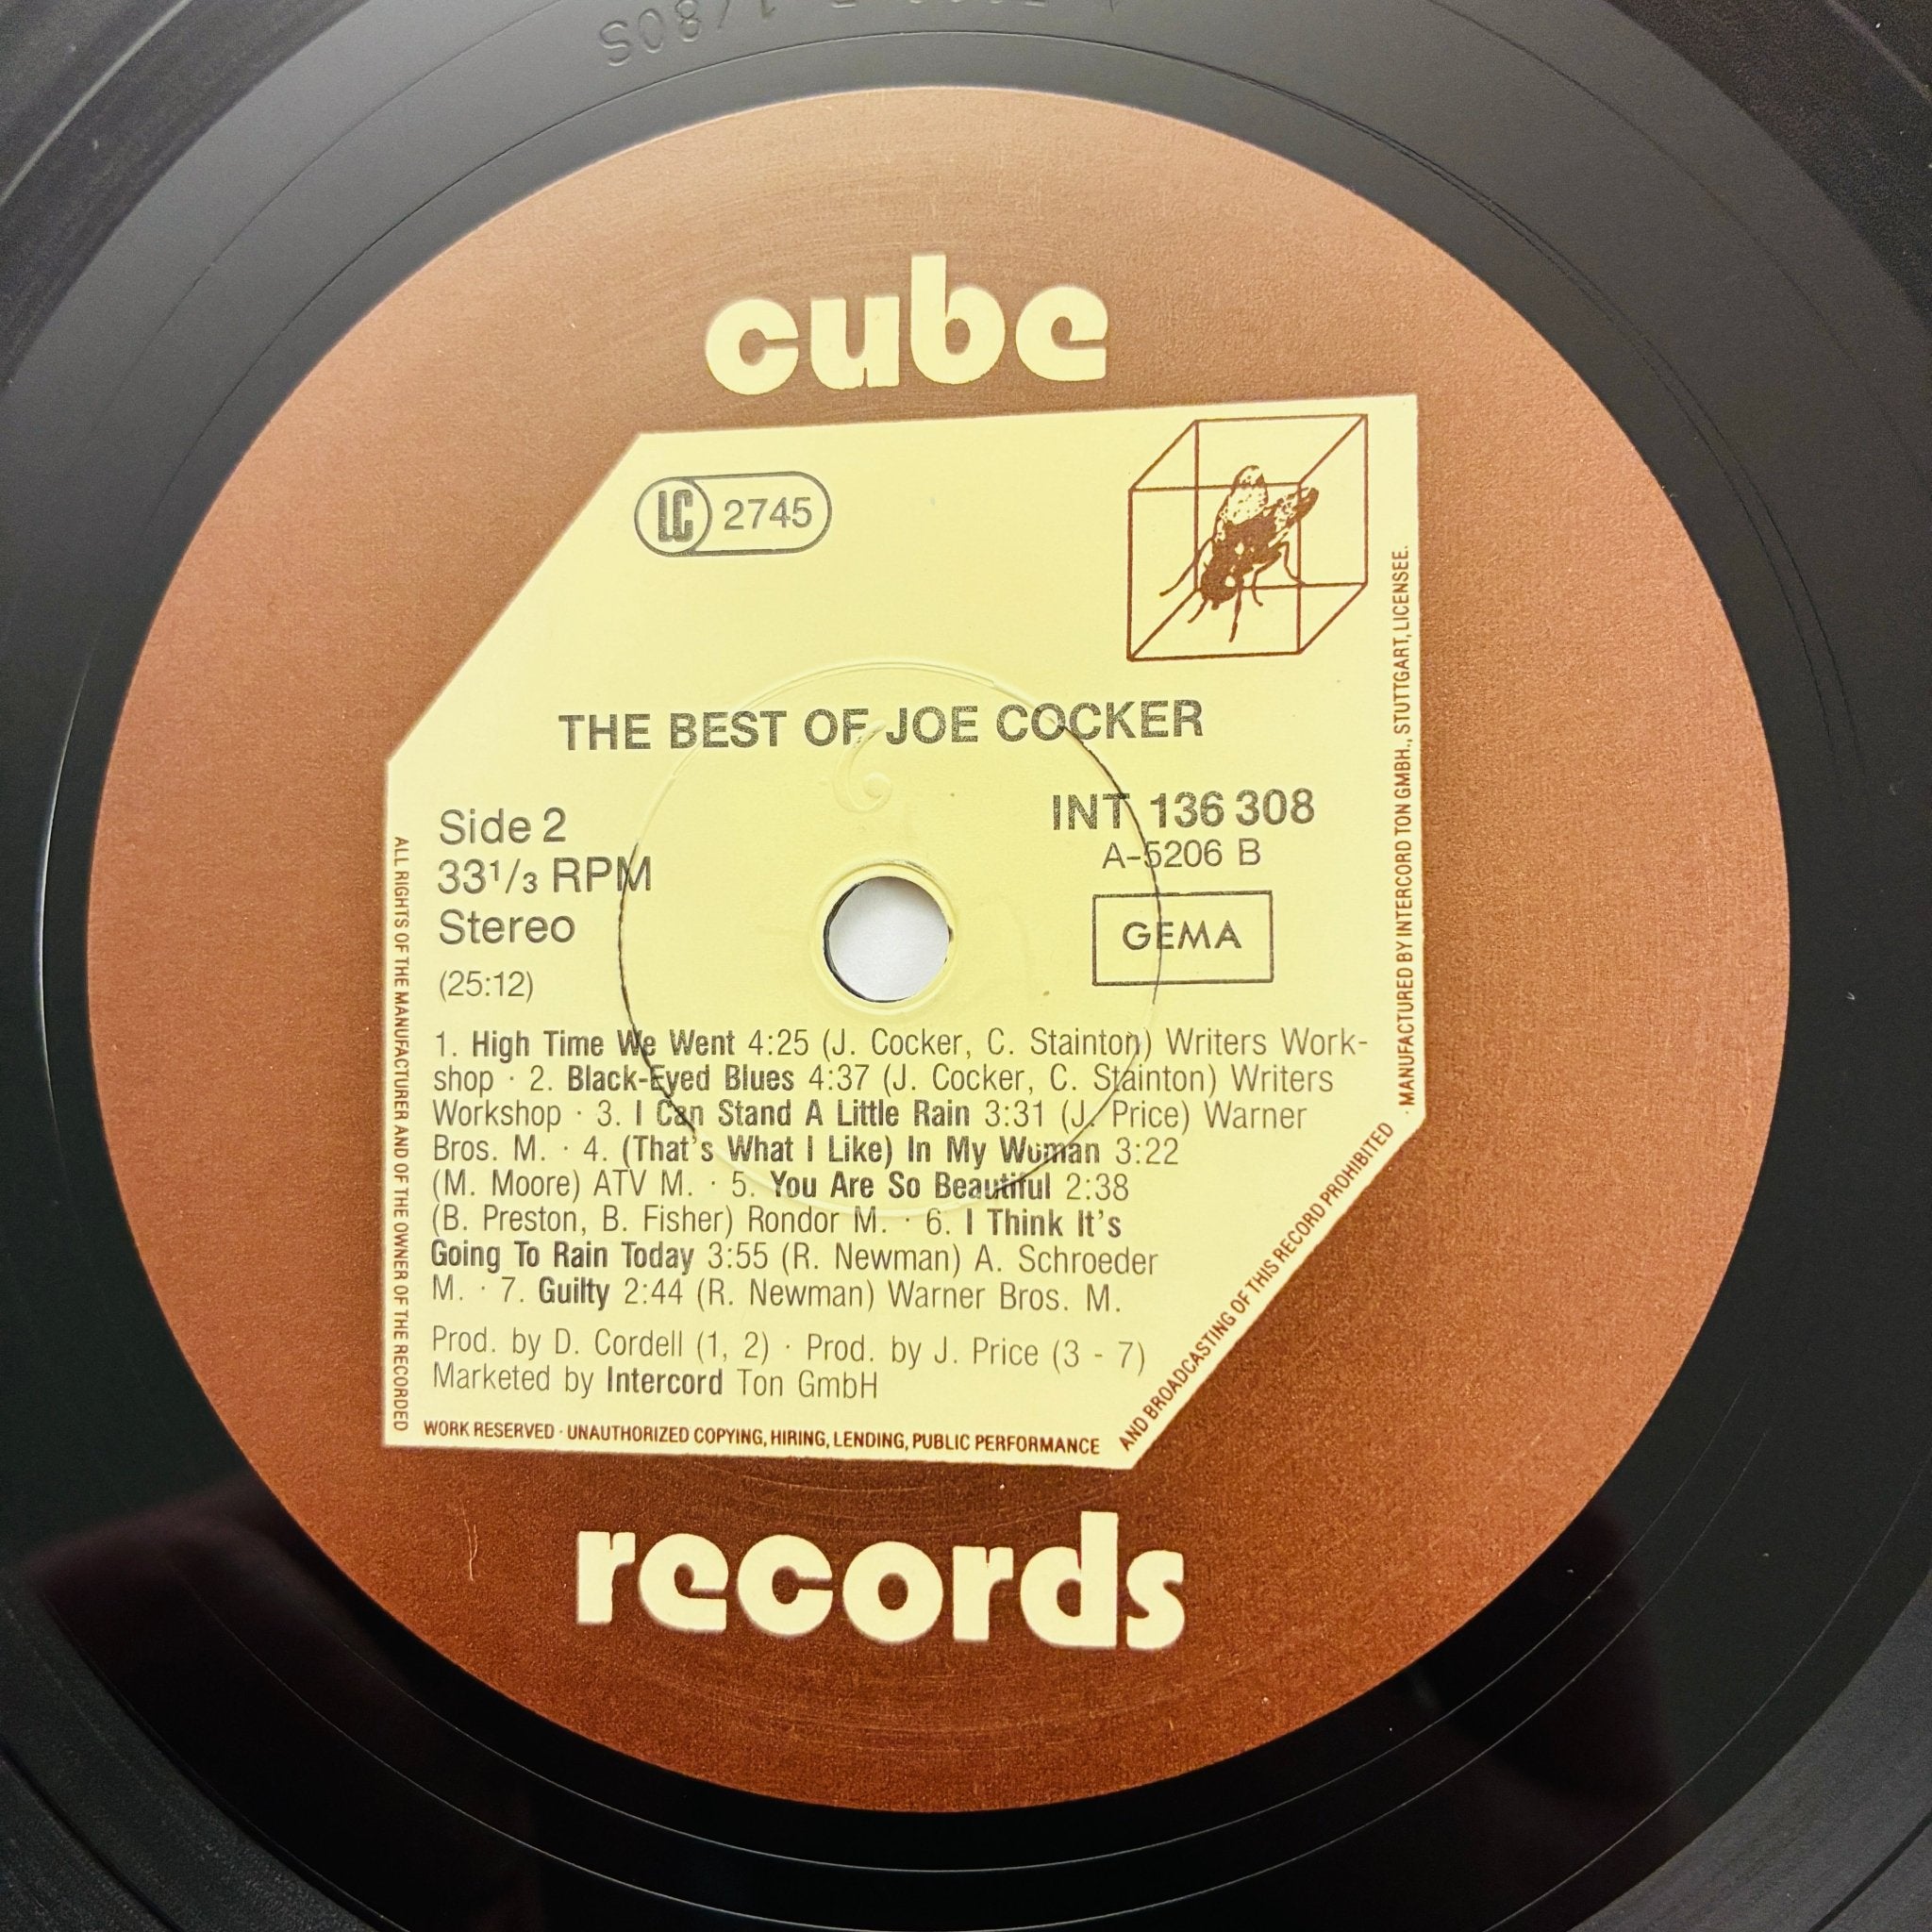 cube
LC 2745
THE BEST OF JOE COCKER
Side 2
33 1/3 RPM
Stereo
(25:12)
INT 136 308
A-5206 B
GEMA
1. High Time We Went 4:25 (J. Cocker, C. Stainton) Writers Work-
shop · 2. Black-Eyed Blues 4:37 (J. Cocker, C. Stainton) Writers
Workshop · 3. I Can Stand A Little Rain 3:31 (J. Price) Warner
Bros. M. · 4. (That's What I Like) In My Woman 3:22
(M. Moore) ATV M. · 5. You Are So Beautiful 2:38
(B. Preston, B. Fisher) Rondor M. · 6. I Think It's
Going To Rain Today 3:55 (R. Newman) A. Schroeder
M. · 7. Guilty 2:44 (R. Newman) Warner Bros. M.
Prod. by D. Cordell (1, 2) · Prod. by J. Price (3 - 7)
Marketed by Intercord Ton GmbH
ALL RIGHTS OF THE MANUFACTURER AND OF THE OWNER OF THE RECORDED
WORK RESERVED · UNAUTHORIZED COPYING, HIRING, LENDING, PUBLIC PERFORMANCE
AND BROADCASTING OF THIS RECORD PROHIBITED
· MANUFACTURED BY INTERCORD TON GMBH., STUTTGART, LICENSEE.
records